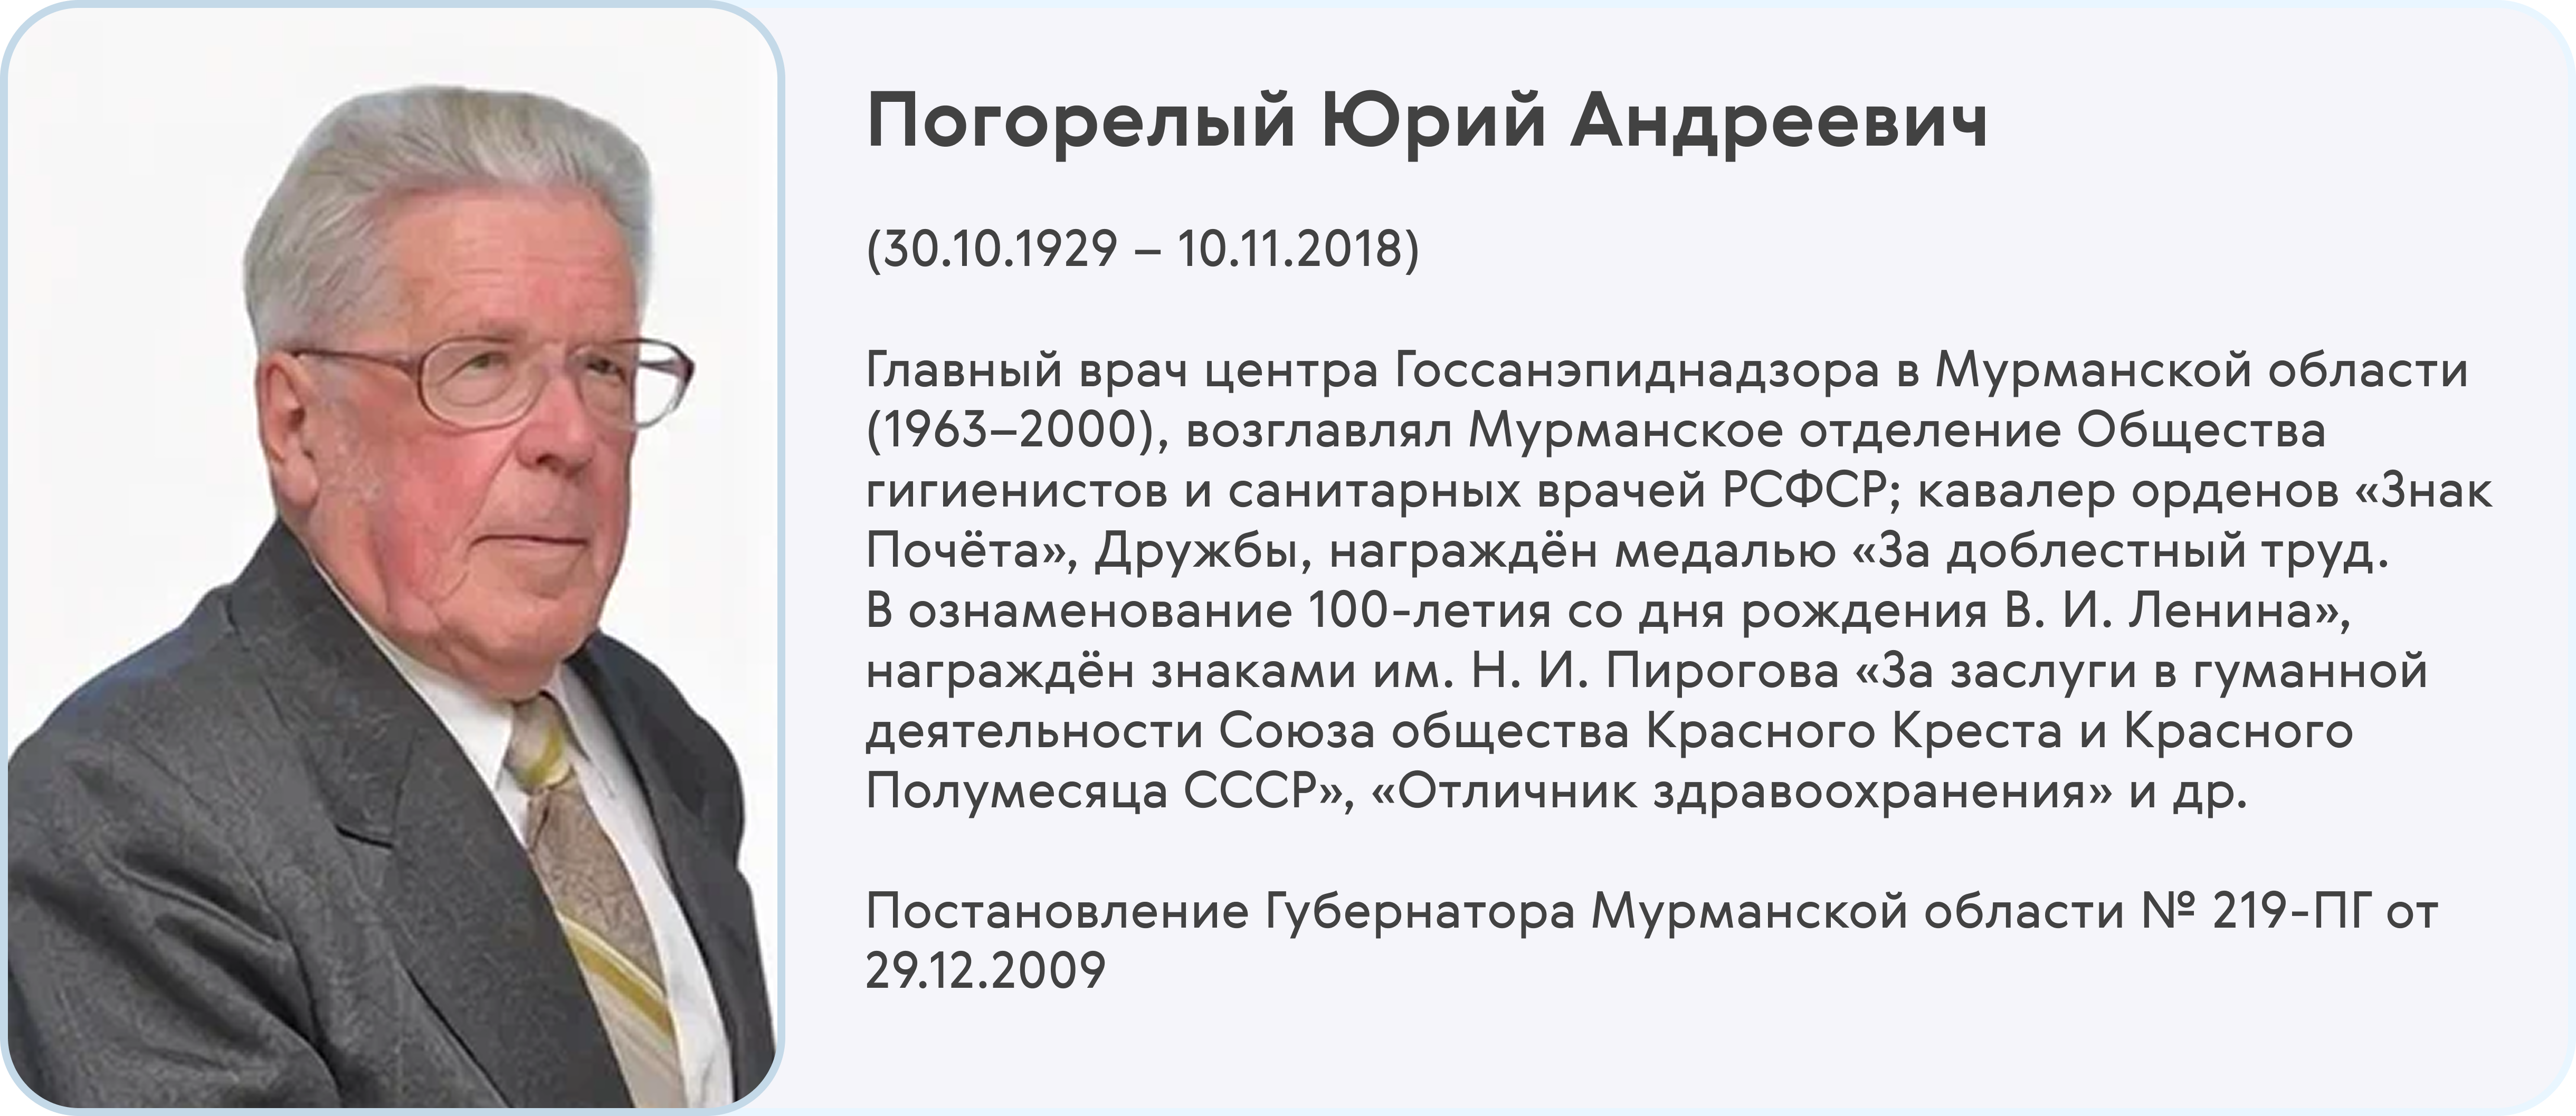 Погорелый Юрий Андреевич
(30.10.1929 – 10.11.2018)
Главный врач центра Госсанэпиднадзора в Мурманской области
(1963–2000), возглавлял Мурманское отделение Общества
гигиенистов и санитарных врачей РСФСР; кавалер орденов «Знак
Почёта», Дружбы, награждён медалью «За доблестный труд.
В ознаменование 100-летия со дня рождения В. И. Ленина»,
награждён знаками им. Н. И. Пирогова «За заслуги в гуманной
деятельности Союза общества Красного Креста и Красного
Полумесяца СССР», «Отличник здравоохранения» и др.
Постановление Губернатора Мурманской области № 219-ПГ от
29.12.2009